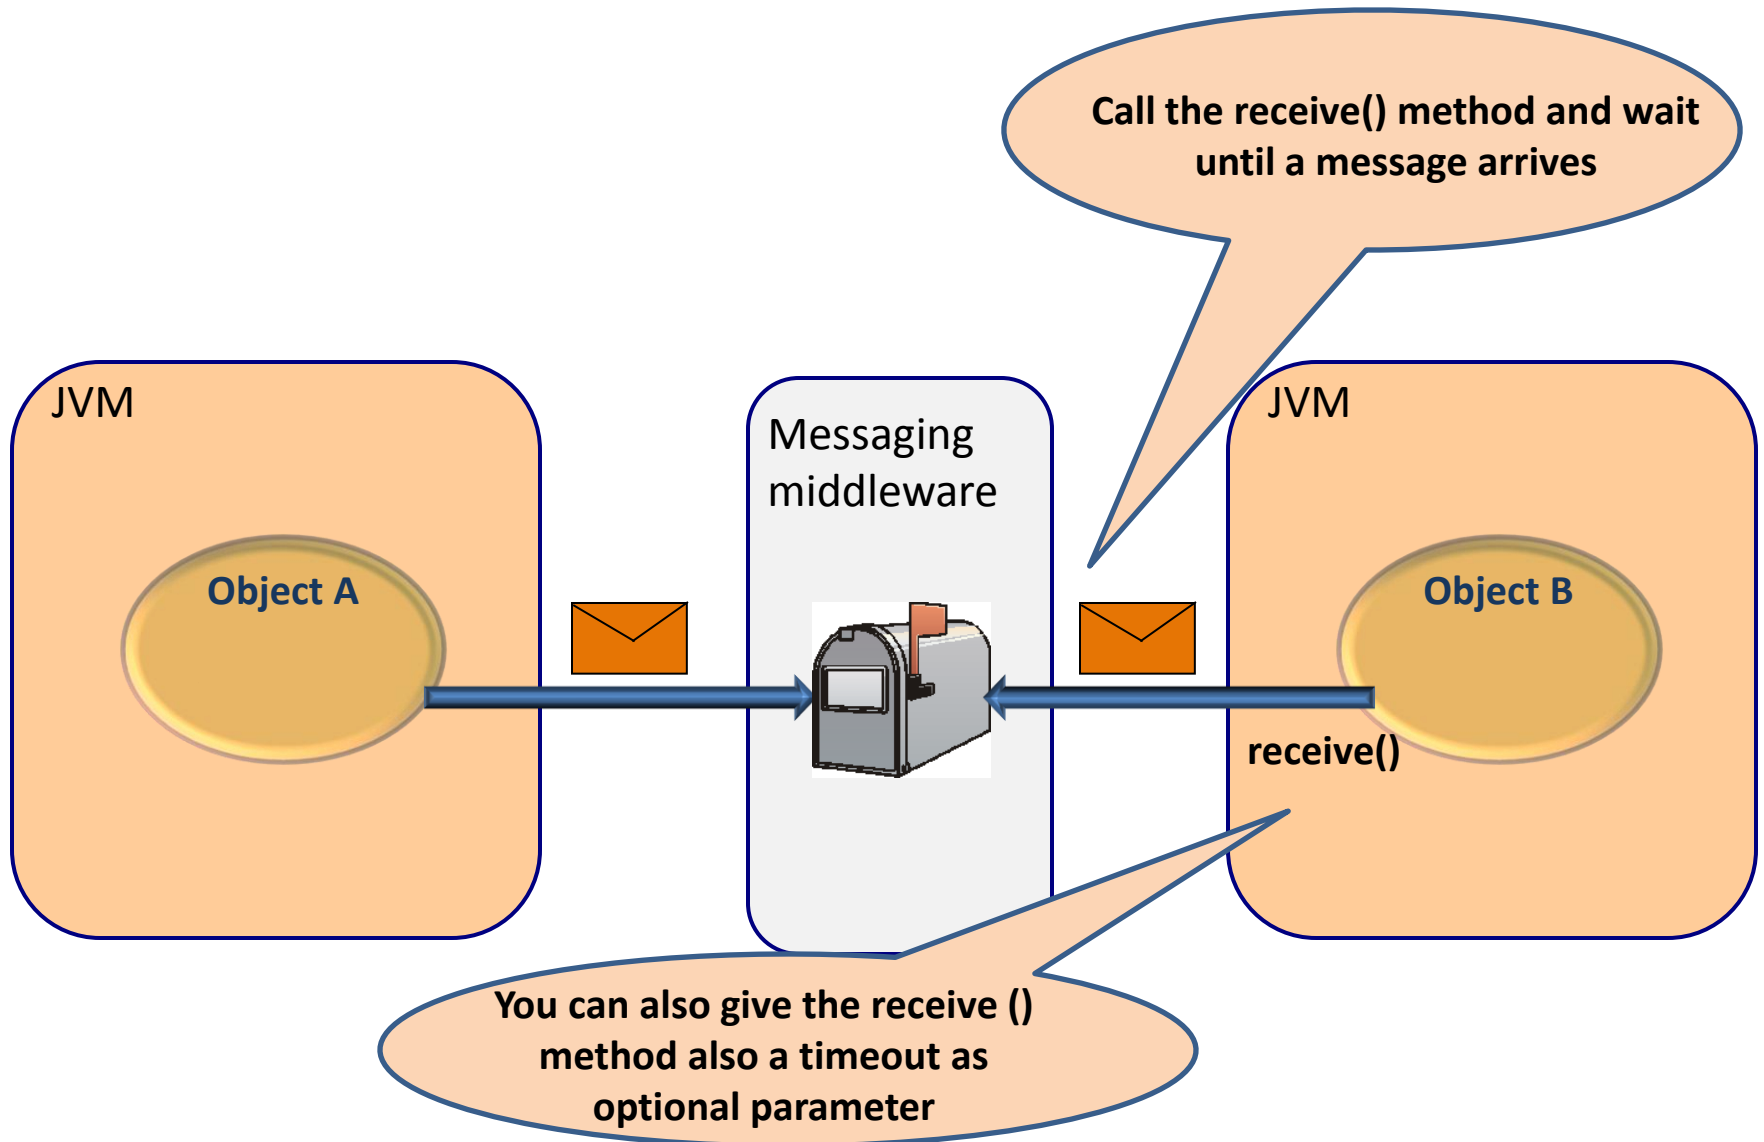 Call the receive() method and wait
until a message arrives
JVM
Messaging
middleware
JVM
Object A
Object B
receive()
You can also give the receive ()
method also a timeout as
optional parameter